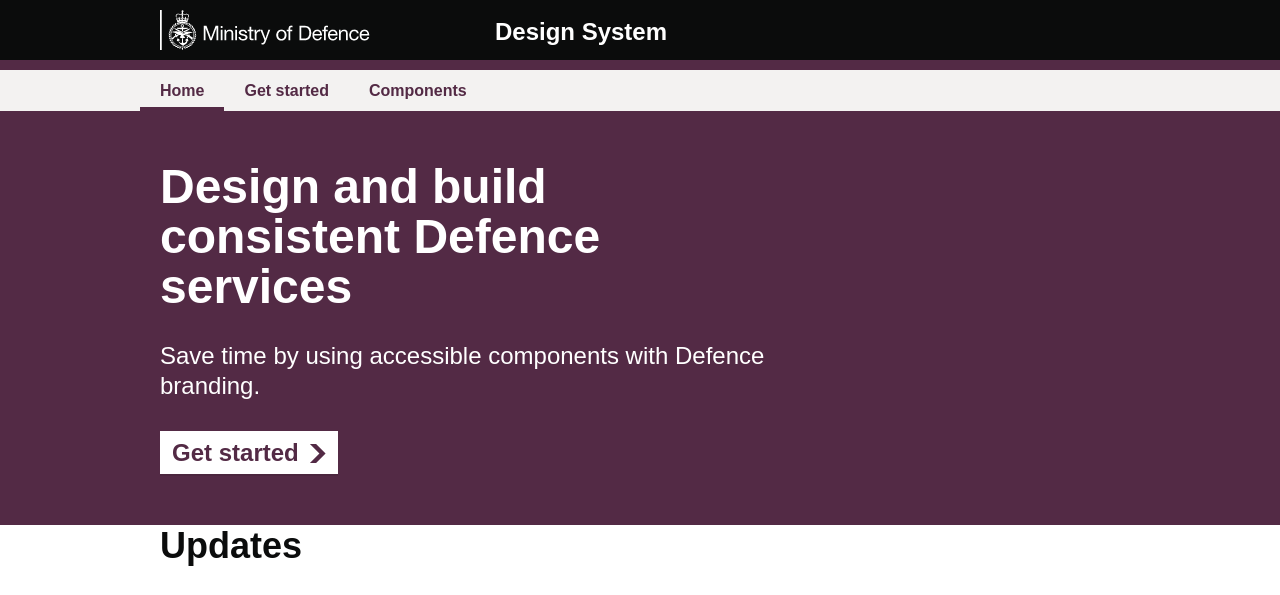 Ministry of Defence
Design System
Home
Get started
Components
Design and build
consistent Defence
services
Save time by using accessible components with Defence
branding.
Get started
Updates